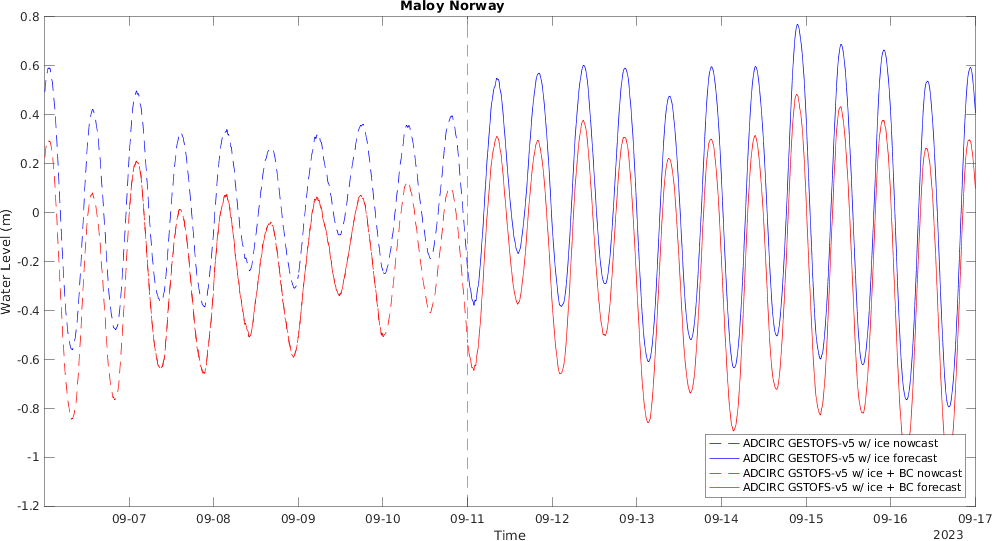 Maloy Norway
0.8
0.6
0.4
0.2
0
-0.2
-0.4
-0.6
-0.8
-1
-1.2
Water Level (m)
ADCIRC GESTOFS-v5 w/ ice nowcast
ADCIRC GESTOFS-v5 w/ ice forecast
ADCIRC GSTOFS-v5 w/ ice + BC nowcast
ADCIRC GSTOFS-v5 w/ ice + BC forecast
09-07 09-08 09-09 09-10 09-11 09-12 09-13 09-14 09-15 09-16 09-17
Time
2023